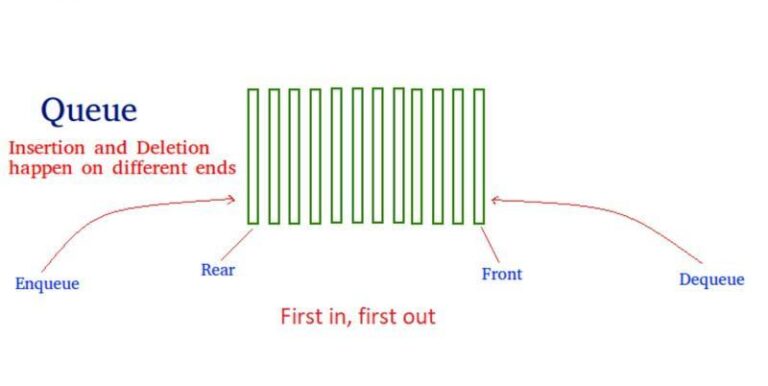 Queue
Insertion and Deletion
happen on different ends
Enqueue
Rear
Front
Dequeue
First in, first out